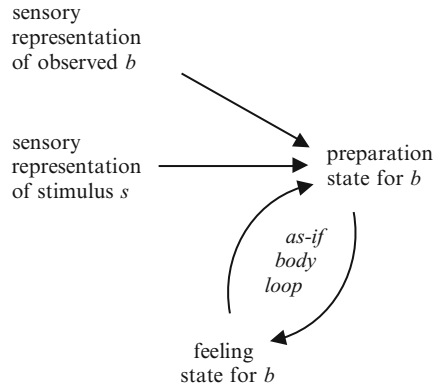 sensory
representation
of observed b
sensory
representation
of stimulus s
preparation
state for b
as-if
body
loop
feeling
state for b